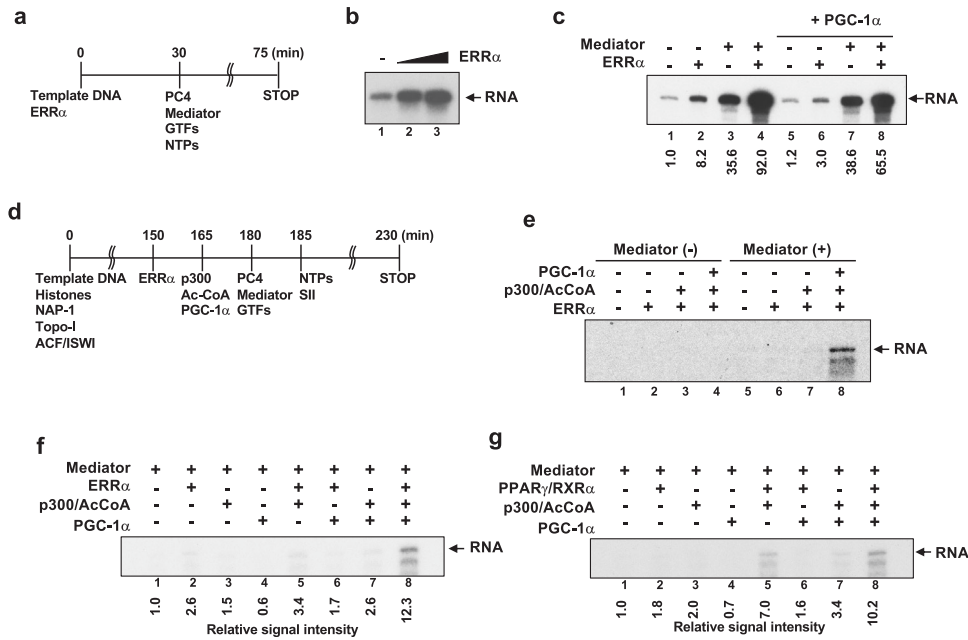 a
0 30 75 (min)
Template DNA PC4 STOP
ERRα Mediator
GTFs
NTPs
b
- ERRα
RNA
1 2 3
c
+ PGC-1α
Mediator - - + + - - + +
ERRα - + - + - + - +
RNA
1 2 3 4 5 6 7 8
1.0 8.2 35.6 92.0 1.2 3.0 38.6 65.5
d
0 150 165 180 185 230 (min)
Template DNA ERRα p300 PC4 NTPs STOP
Histones Ac-CoA Mediator SII
NAP-1 PGC-1α GTFs
Topo-I
ACF/ISWI
e
Mediator (-) Mediator (+)
PGC-1α - - - + - - - +
p300/AcCoA - - + + - - + +
ERRα - + + + - + + +
RNA
1 2 3 4 5 6 7 8
f
Mediator + + + + + + + +
ERRα - + - - + + - +
p300/AcCoA - - + - + - + +
PGC-1α - - - + - + + +
RNA
1 2 3 4 5 6 7 8
1.0 2.6 1.5 0.6 3.4 1.7 2.6 12.3
Relative signal intensity
g
Mediator + + + + + + + +
PPARγ/RXRα - + - - + + - +
p300/AcCoA - - + - + - + +
PGC-1α - - - + - + + +
RNA
1 2 3 4 5 6 7 8
1.0 1.8 2.0 0.7 7.0 1.6 3.4 10.2
Relative signal intensity